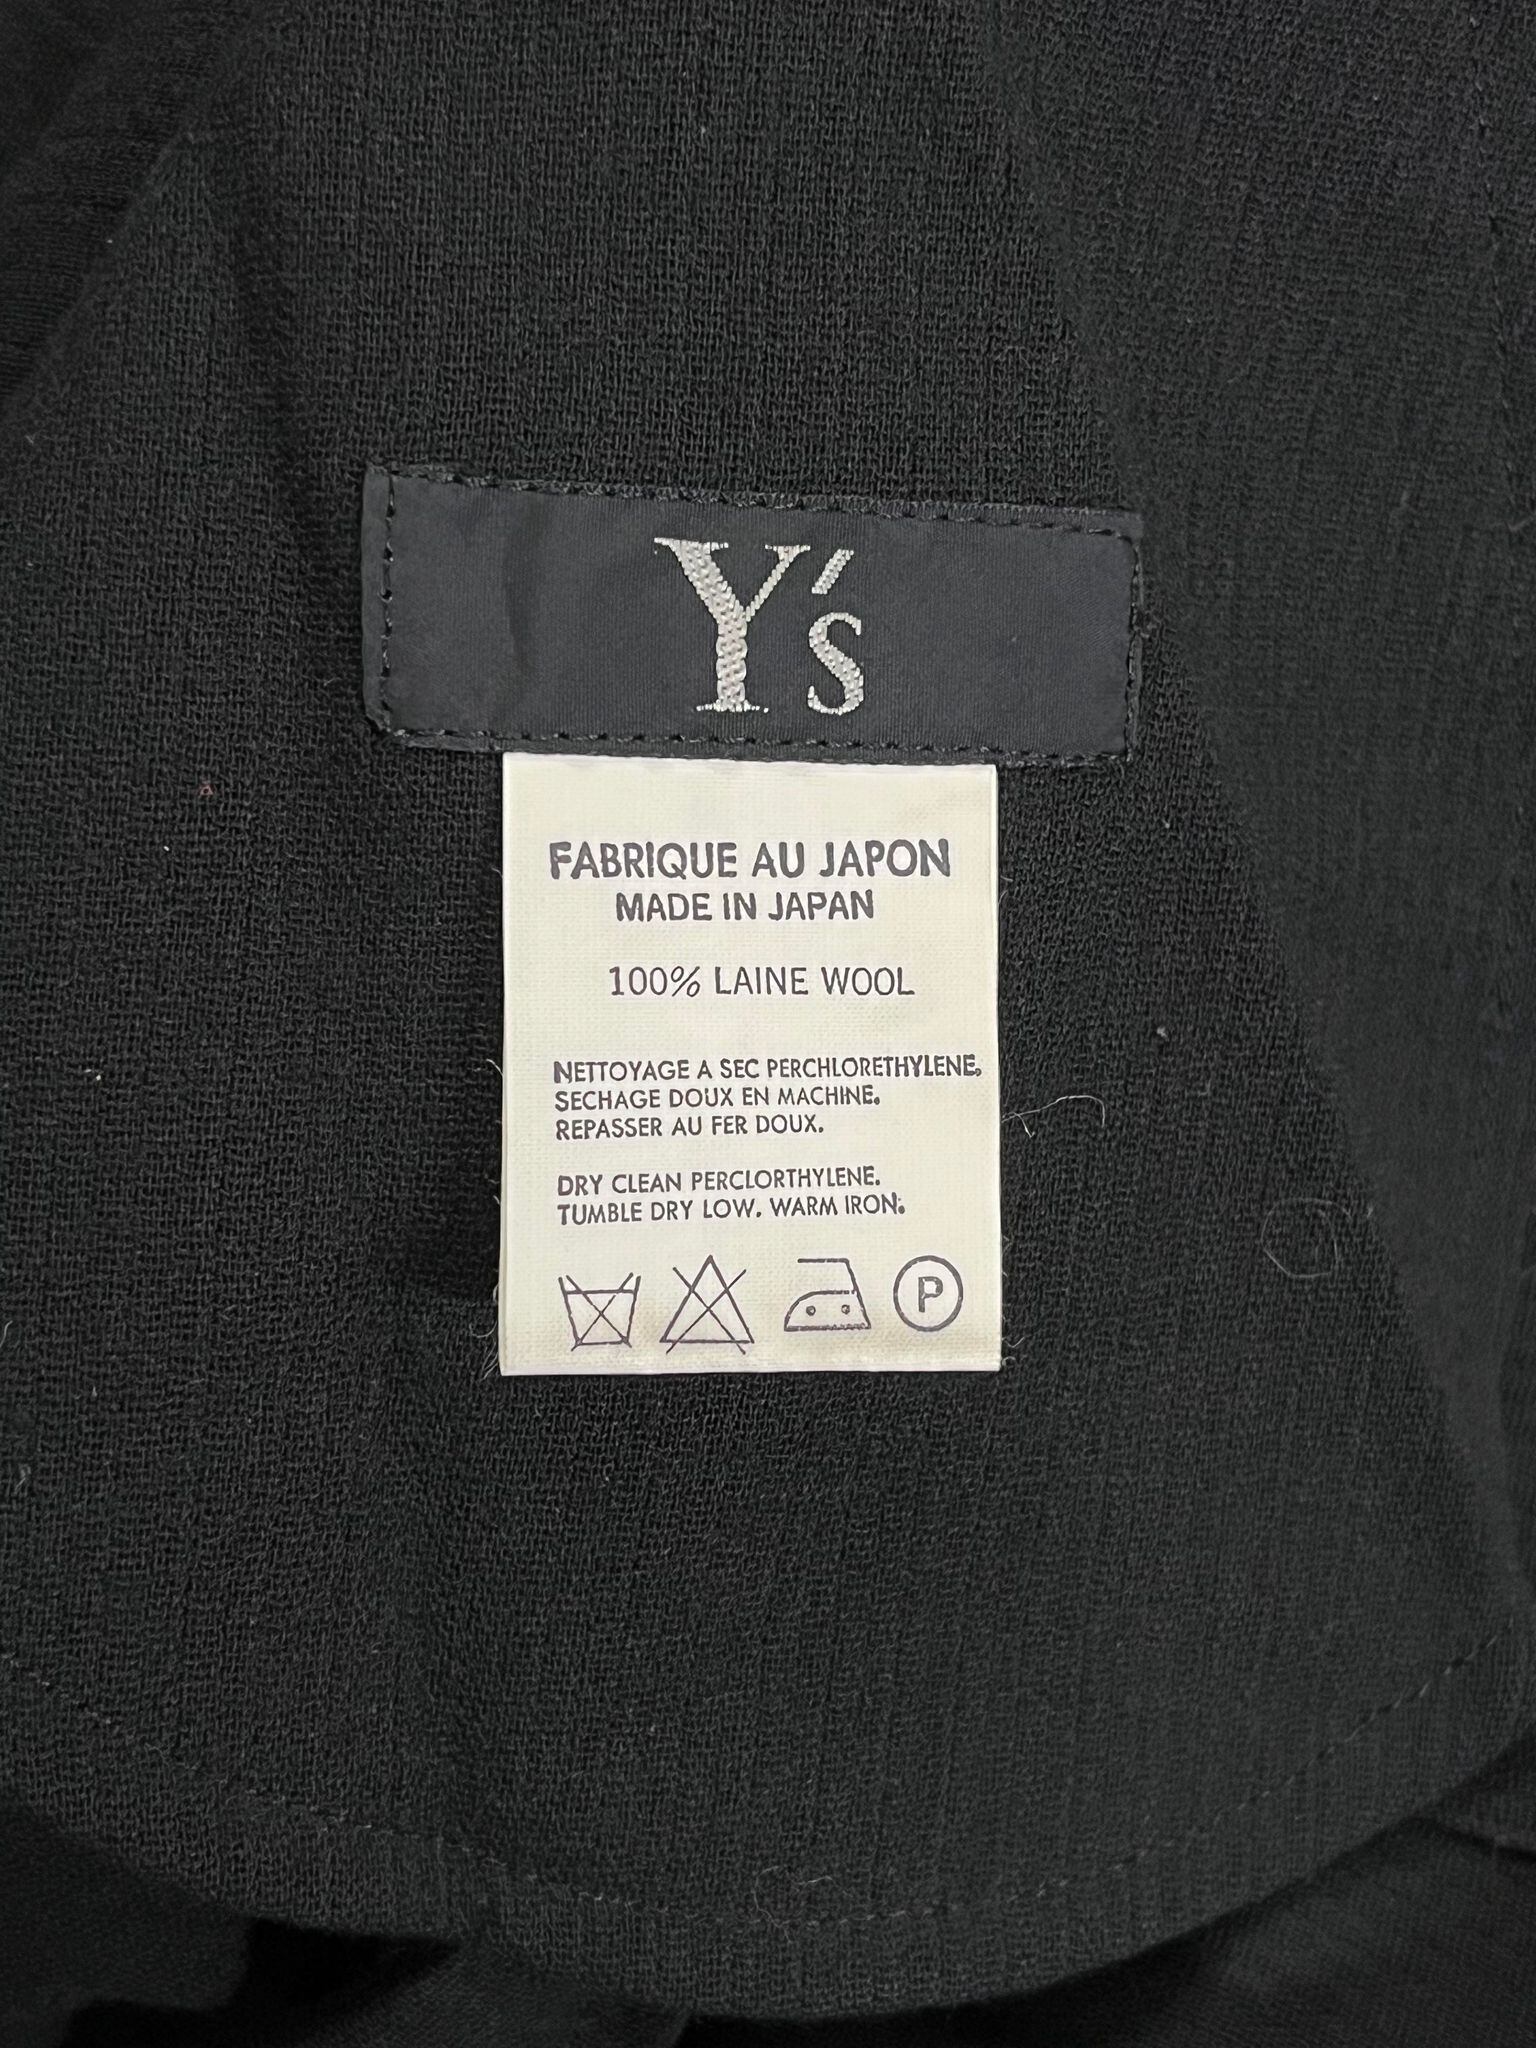 Y's
FABRIQUE AU JAPON
MADE IN JAPAN
100% LAINE WOOL
NETTOYAGE A SEC PERCHLORETHYLENE,
SECHAGE DOUX EN MACHINE.
REPASSER AU FER DOUX.
DRY CLEAN PERCLORTHYLENE.
TUMBLE DRY LOW. WARM IRON.
P